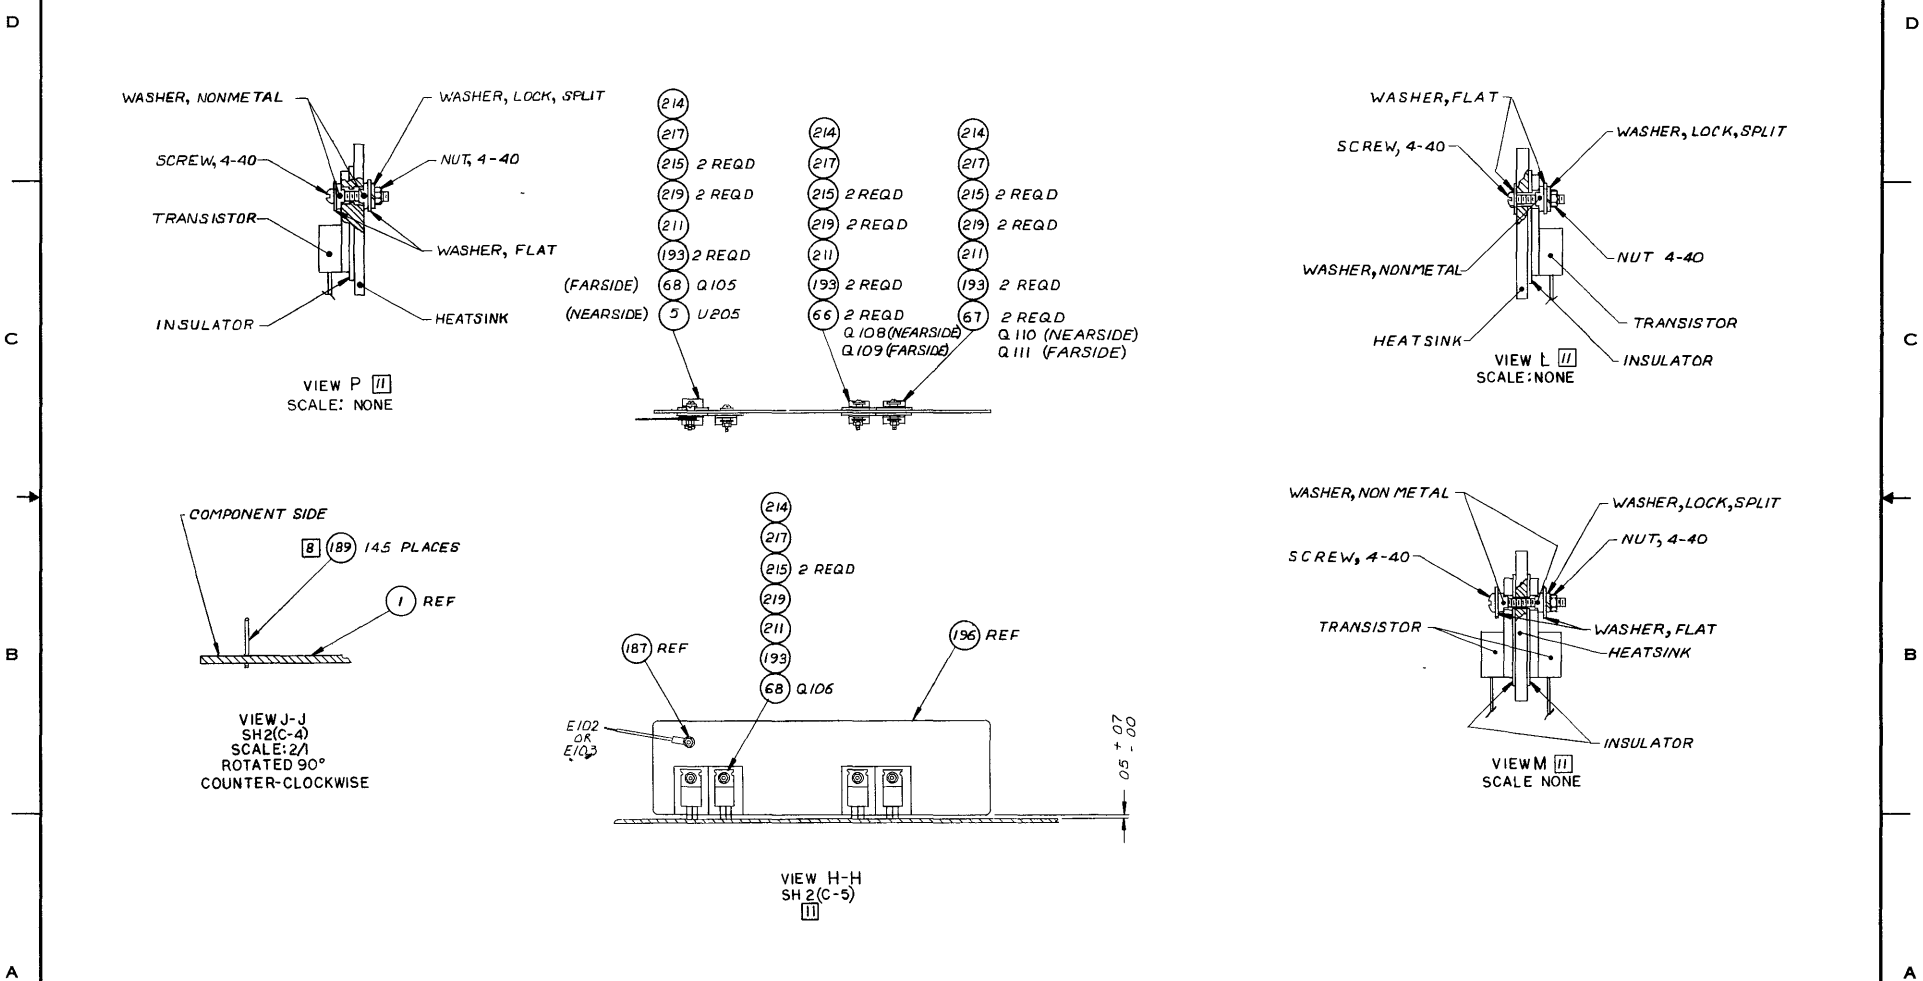 D
D
WASHER, NONMETAL
WASHER, LOCK, SPLIT
SCREW, 4-40
NUT, 4-40
TRANSISTOR
WASHER, FLAT
INSULATOR
HEATSINK
VIEW P 11
SCALE: NONE
214
217
215 2 REQD
219 2 REQD
211
193 2 REQD
(FARSIDE) 68 Q105
(NEARSIDE) 5 U205
214
217
215 2 REQD
219 2 REQD
211
193 2 REQD
66 2 REQD
Q108 (NEARSIDE)
Q109 (FARSIDE)
214
217
215 2 REQD
219 2 REQD
211
193 2 REQD
67 2 REQD
Q110 (NEARSIDE)
Q111 (FARSIDE)
WASHER, FLAT
WASHER, LOCK, SPLIT
SCREW, 4-40
WASHER, NONMETAL
NUT 4-40
TRANSISTOR
HEATSINK
INSULATOR
VIEW L 11
SCALE: NONE
C
C
COMPONENT SIDE
8 189 145 PLACES
1 REF
VIEW J-J
SH2(C-4)
SCALE: 2/1
ROTATED 90°
COUNTER-CLOCKWISE
214
217
215 2 REQD
219
211
193
68 Q106
187 REF
196 REF
E102
OR
E103
05 + 07
- 00
VIEW H-H
SH 2(C-5)
11
WASHER, NON METAL
WASHER, LOCK, SPLIT
NUT, 4-40
SCREW, 4-40
TRANSISTOR
WASHER, FLAT
HEATSINK
INSULATOR
VIEW M 11
SCALE NONE
B
B
A
A